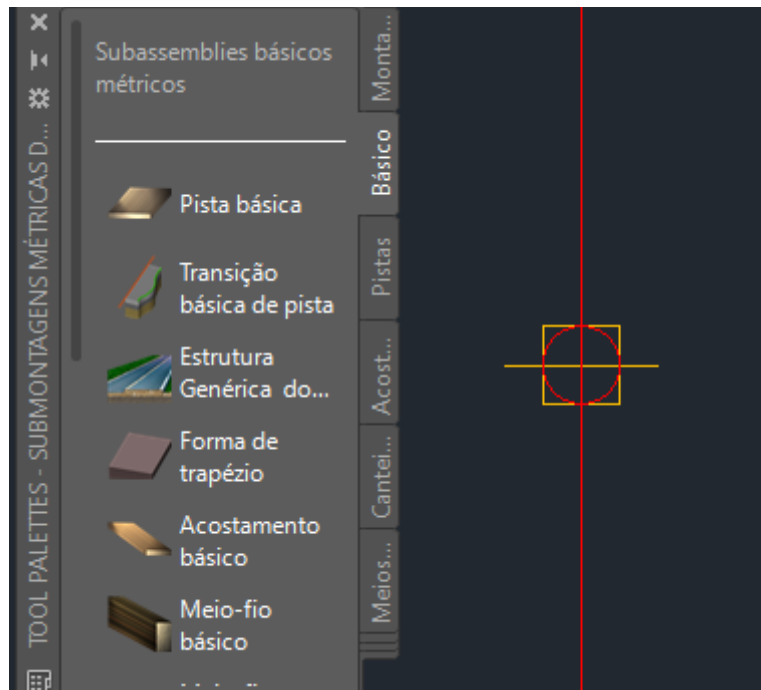 TOOL PALETTES - SUBMONTAGENS MÉTRICAS D...
Subassemblies básicos
métricos
Pista básica
Transição
básica de pista
Estrutura
Genérica do...
Forma de
trapézio
Acostamento
básico
Meio-fio
básico
Monta...
Básico
Pistas
Acost...
Cantei...
Meios...